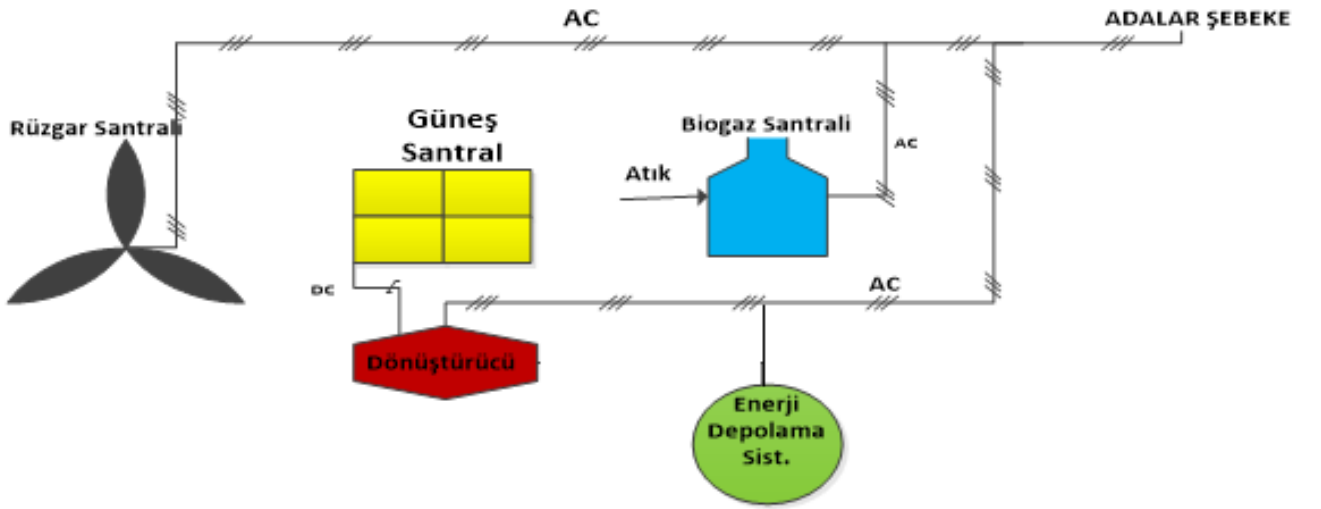 AC
ADALAR ŞEBEKE
Rüzgar Santrali
Güneş
Santral
Biogaz Santrali
AC
Atık
DC
AC
Dönüştürücü
Enerji
Depolama
Sist.